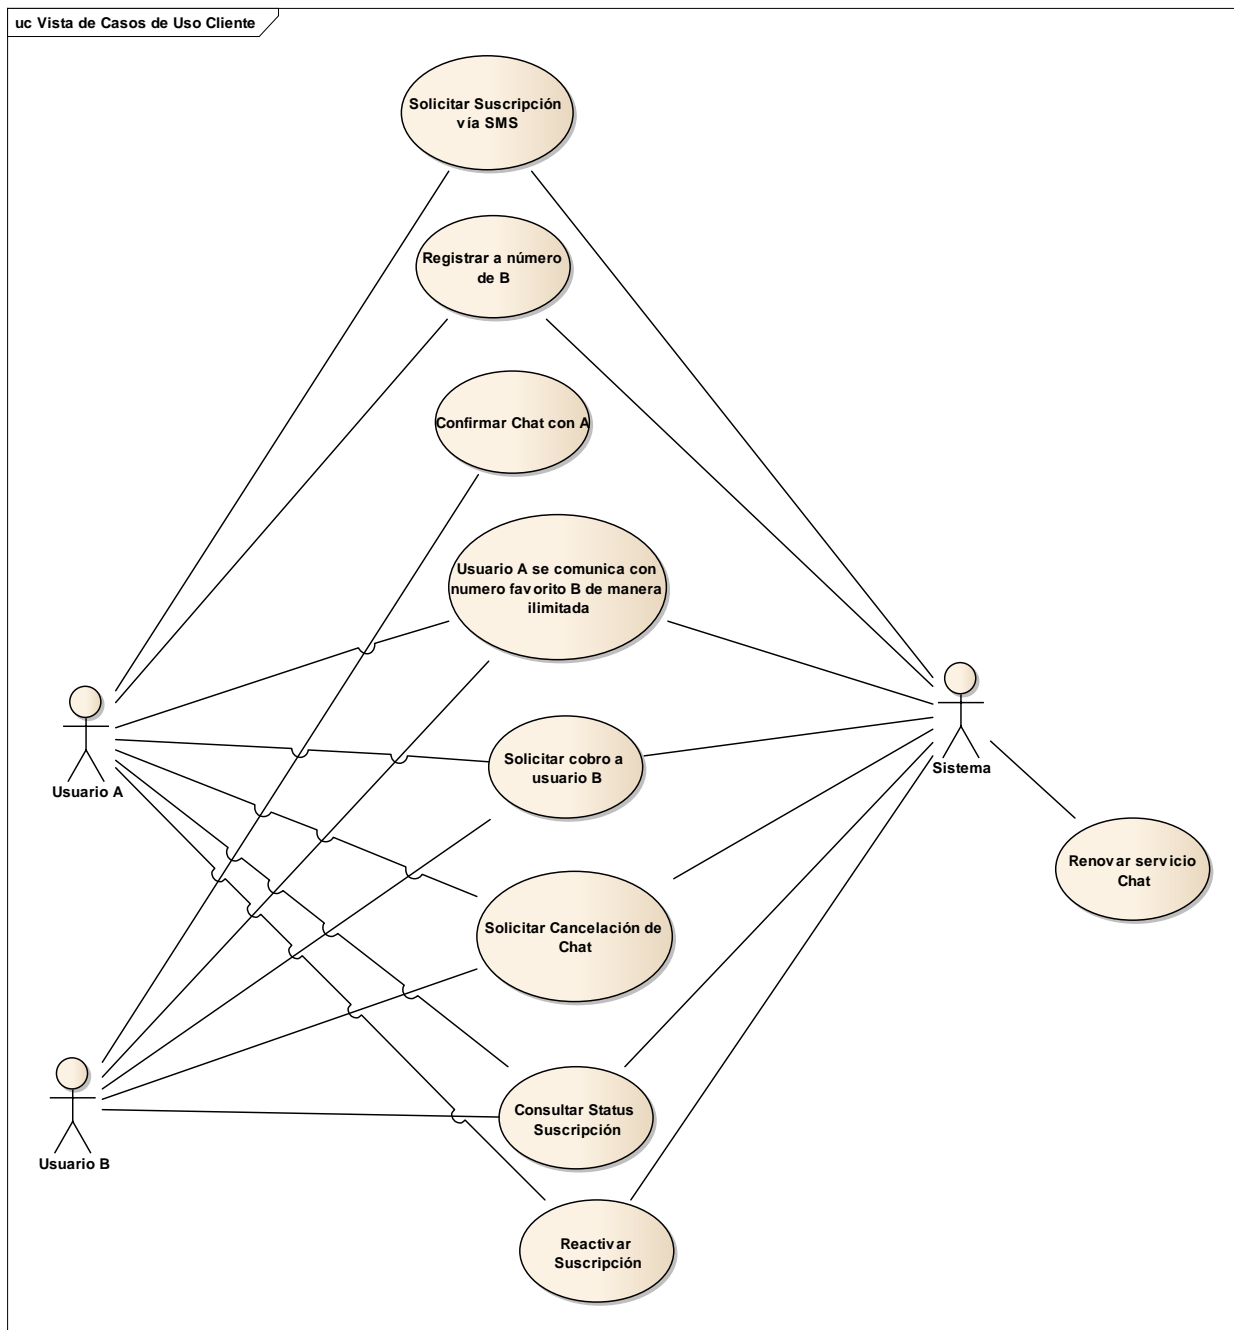 uc Vista de Casos de Uso Cliente
Solicitar Suscripción
vía SMS
Registrar a número
de B
Confirmar Chat con A
Usuario A se comunica con
numero favorito B de manera
ilimitada
Solicitar cobro a
usuario B
Usuario A
Sistema
Renovar servicio
Chat
Solicitar Cancelación de
Chat
Consultar Status
Suscripción
Usuario B
Reactivar
Suscripción